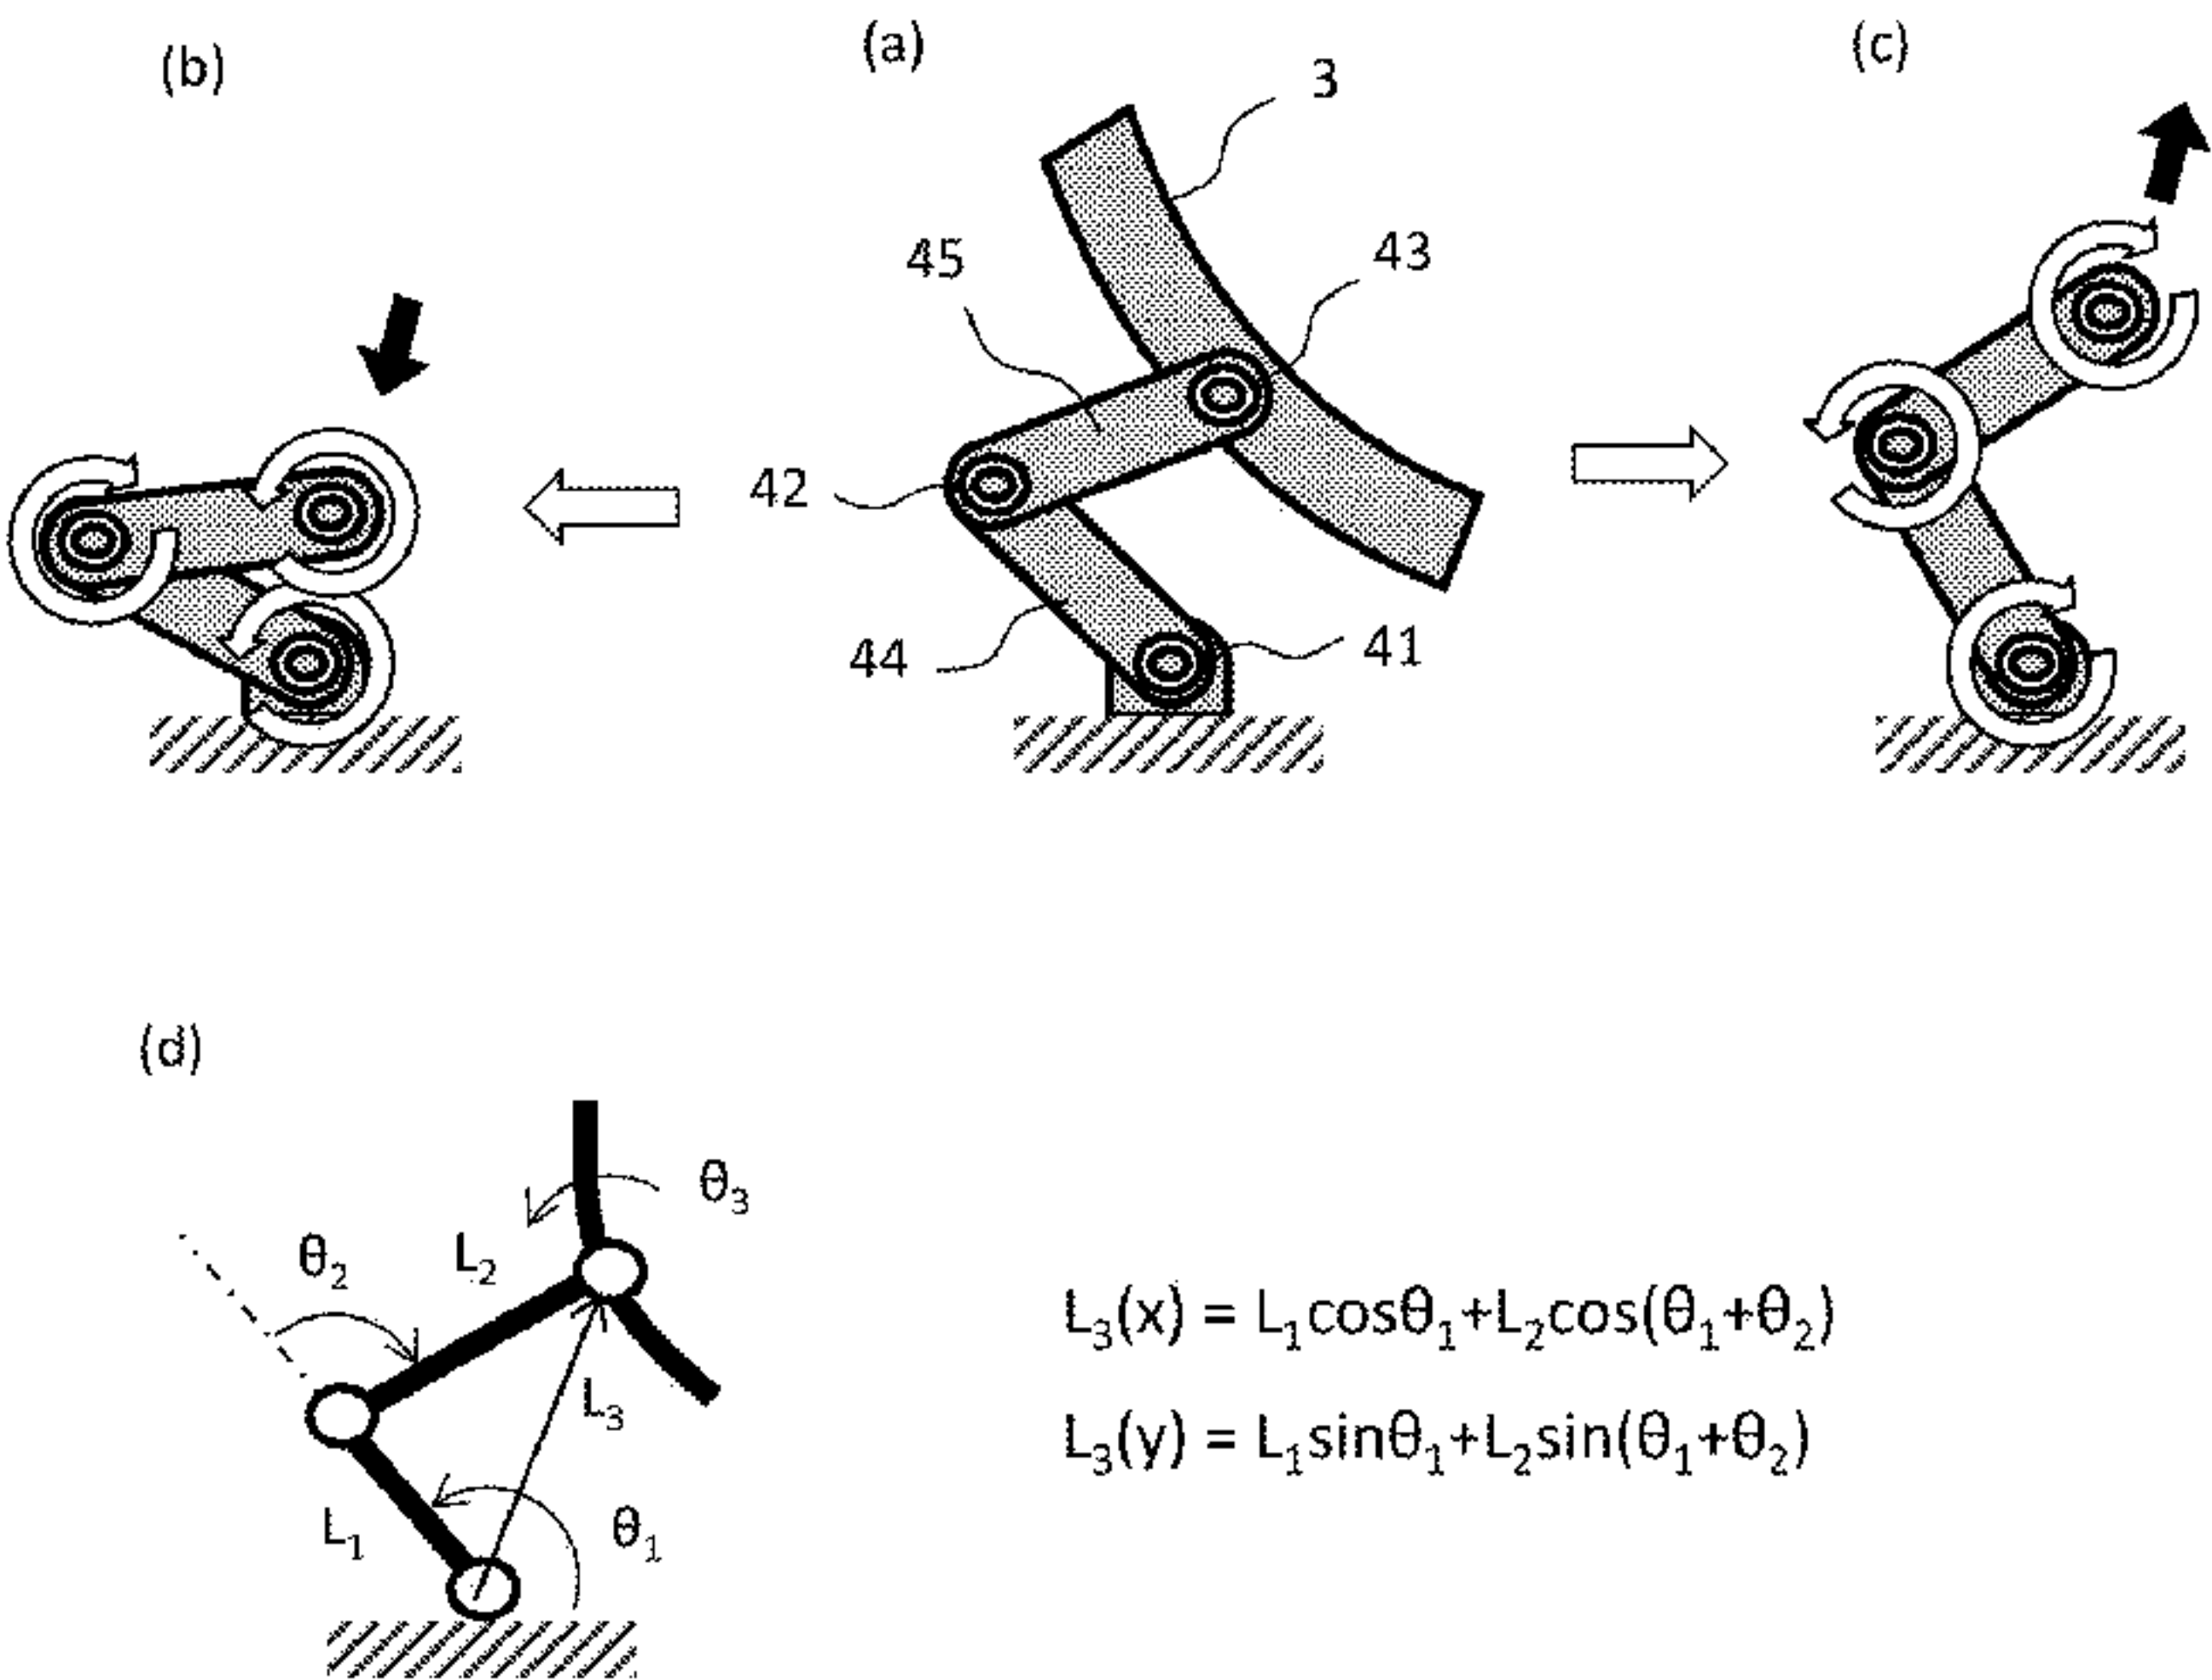 (b)
(a)
(c)
3
45
43
42
44
41
(d)
θ₃
θ₂
L₂
L₃
L₁
θ₁
L₃(x) = L₁cosθ₁+L₂cos(θ₁+θ₂)
L₃(y) = L₁sinθ₁+L₂sin(θ₁+θ₂)